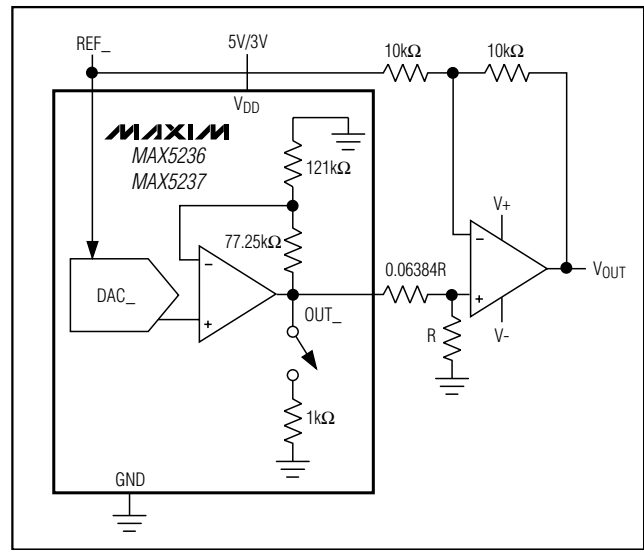 REF_
5V/3V
10kΩ
10kΩ
VDD
MAXIM
MAX5236
MAX5237
121kΩ
77.25kΩ
V+
-
-
0.06384R
VOUT
DAC_
+
OUT_
+
V-
R
1kΩ
GND